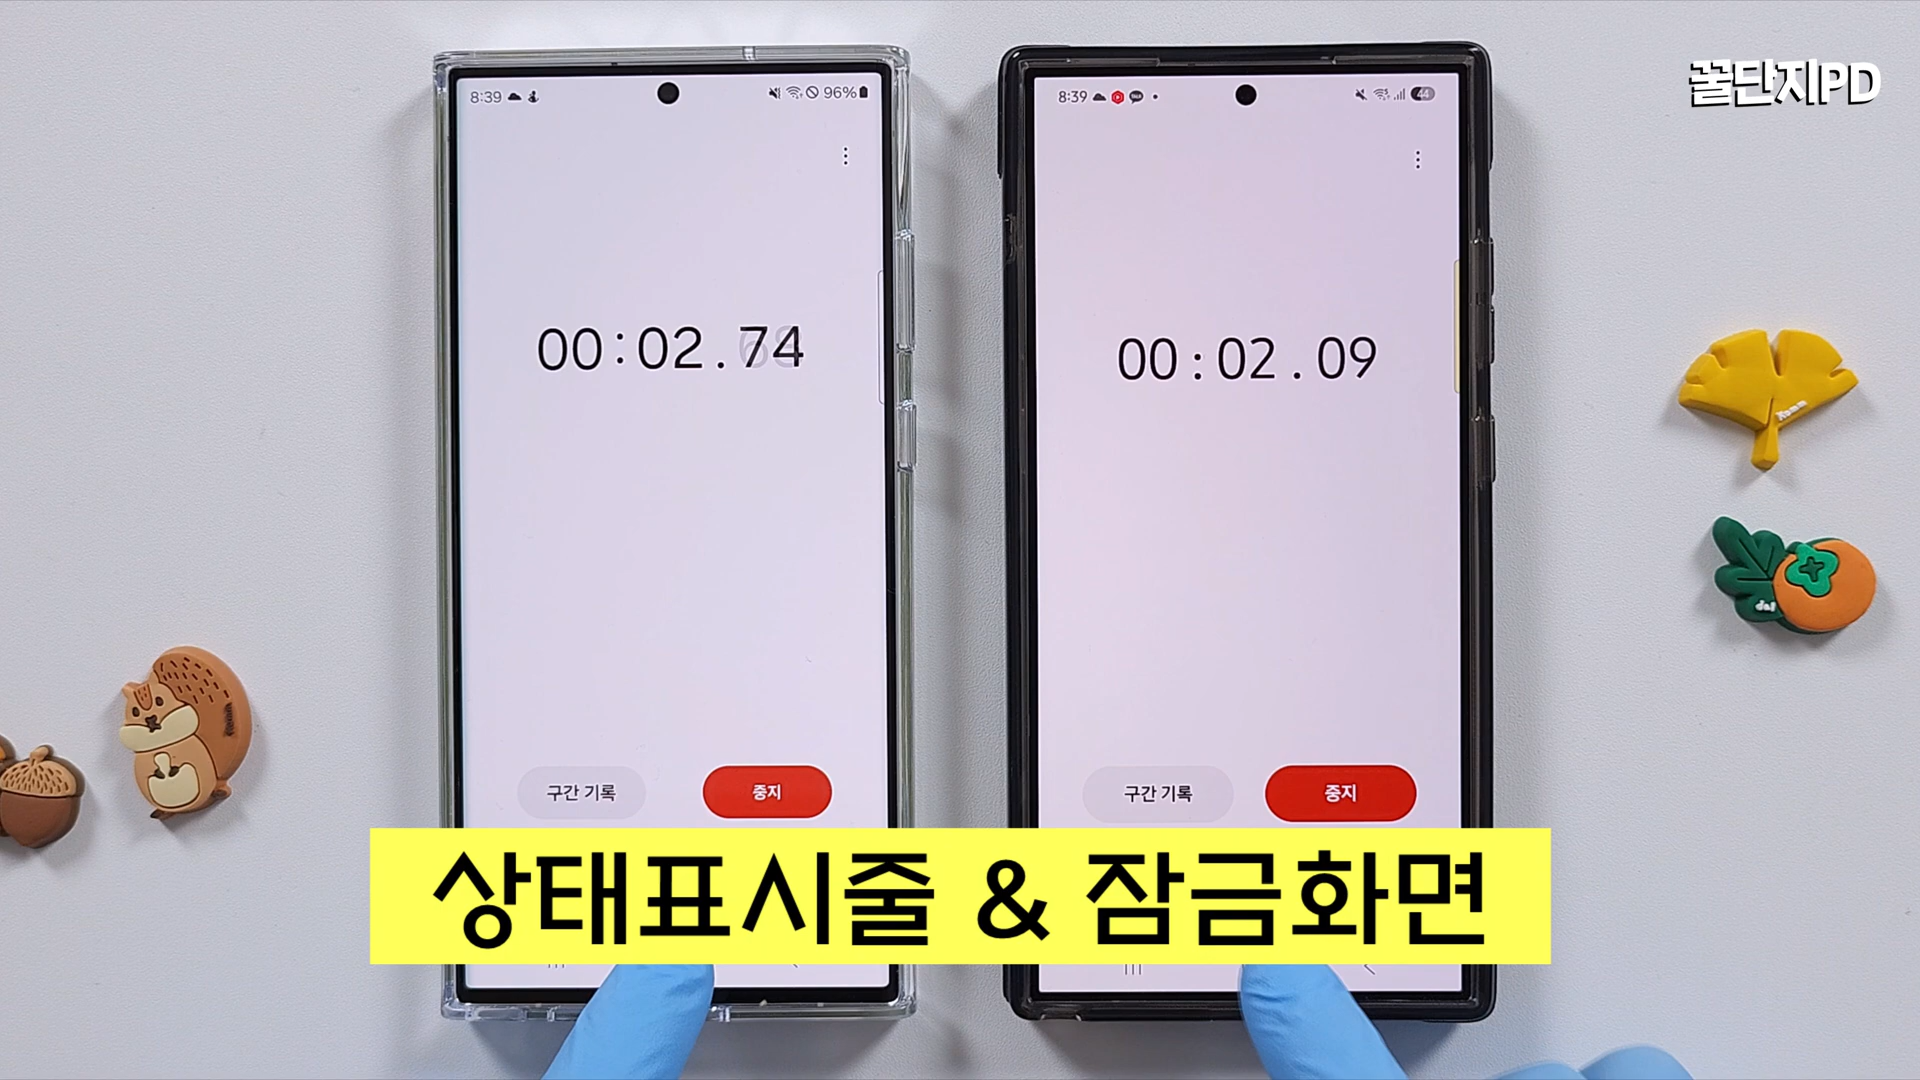 꿀단지PD
8:39
96%
00:02.74
구간 기록
중지
8:39
44
00:02.09
구간 기록
중지
상태표시줄 & 잠금화면